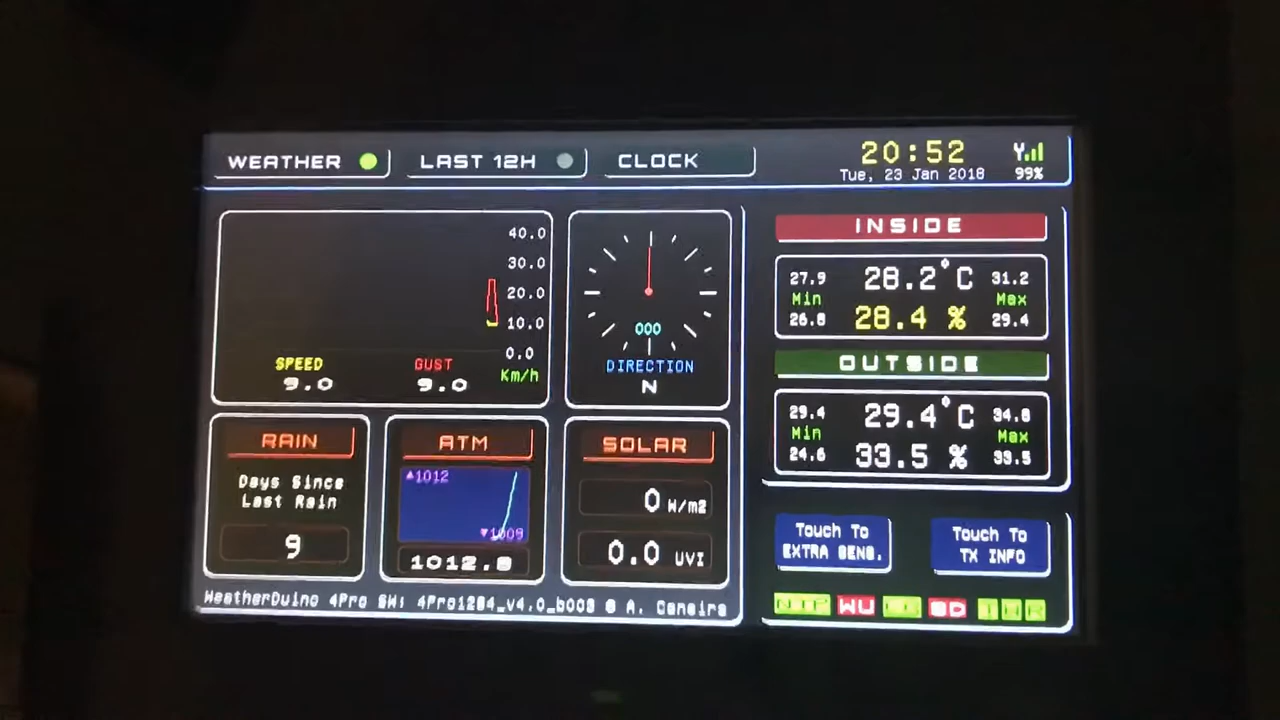 WEATHER LAST 12H CLOCK 20:52 99%
Tue, 23 Jan 2018
40.0
30.0
20.0
10.0
0.0
Km/h
SPEED GUST
9.0 9.0
000
DIRECTION
N
INSIDE
27.9 28.2°C 31.2
Min Max
26.8 28.4 % 29.4
OUTSIDE
29.4 29.4°C 34.8
Min Max
24.6 33.5 % 33.5
RAIN
Days Since
Last Rain
9
ATM
▲1012
▼1009
1012.8
SOLAR
0 W/m2
0.0 UVI
Touch To
EXTRA SENS.
Touch To
TX INFO
WeatherDuino 4Pro SW: 4Pro1284_v4.0_b003 © A. Caneira
WU SD